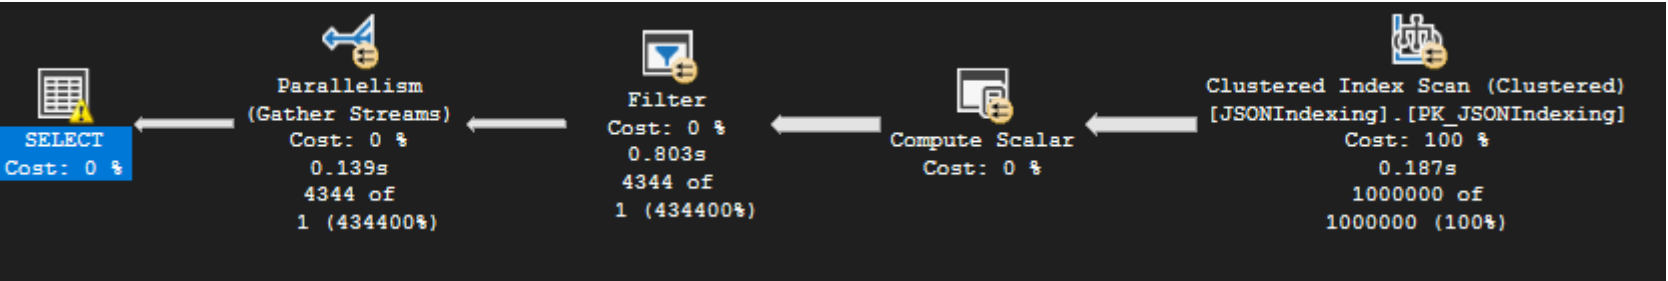 SELECT
Cost: 0 %
Parallelism
(Gather Streams)
Cost: 0 %
0.139s
4344 of
1 (434400%)
Filter
Cost: 0 %
0.803s
4344 of
1 (434400%)
Compute Scalar
Cost: 0 %
Clustered Index Scan (Clustered)
[JSONIndexing].[PK_JSONIndexing]
Cost: 100 %
0.187s
1000000 of
1000000 (100%)